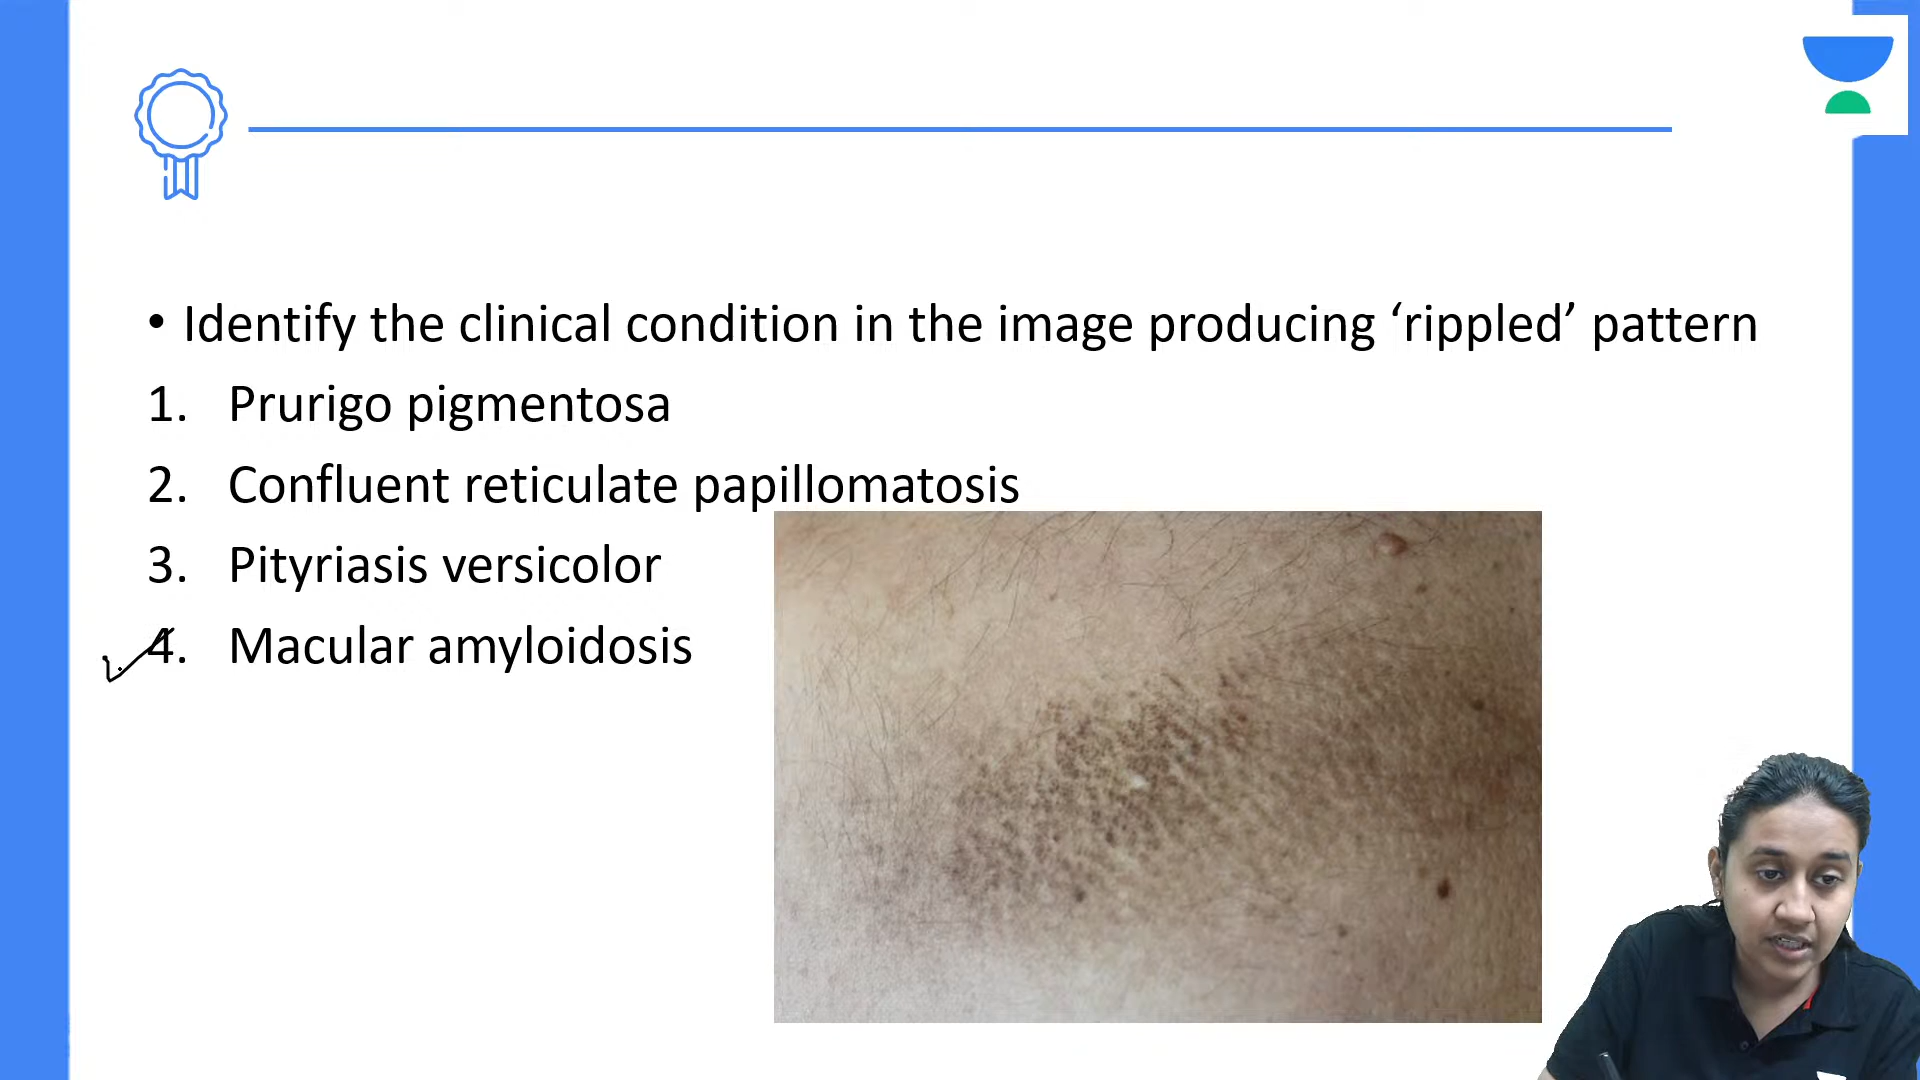 • Identify the clinical condition in the image producing ‘rippled’ pattern
1. Prurigo pigmentosa
2. Confluent reticulate papillomatosis
3. Pityriasis versicolor
4. Macular amyloidosis